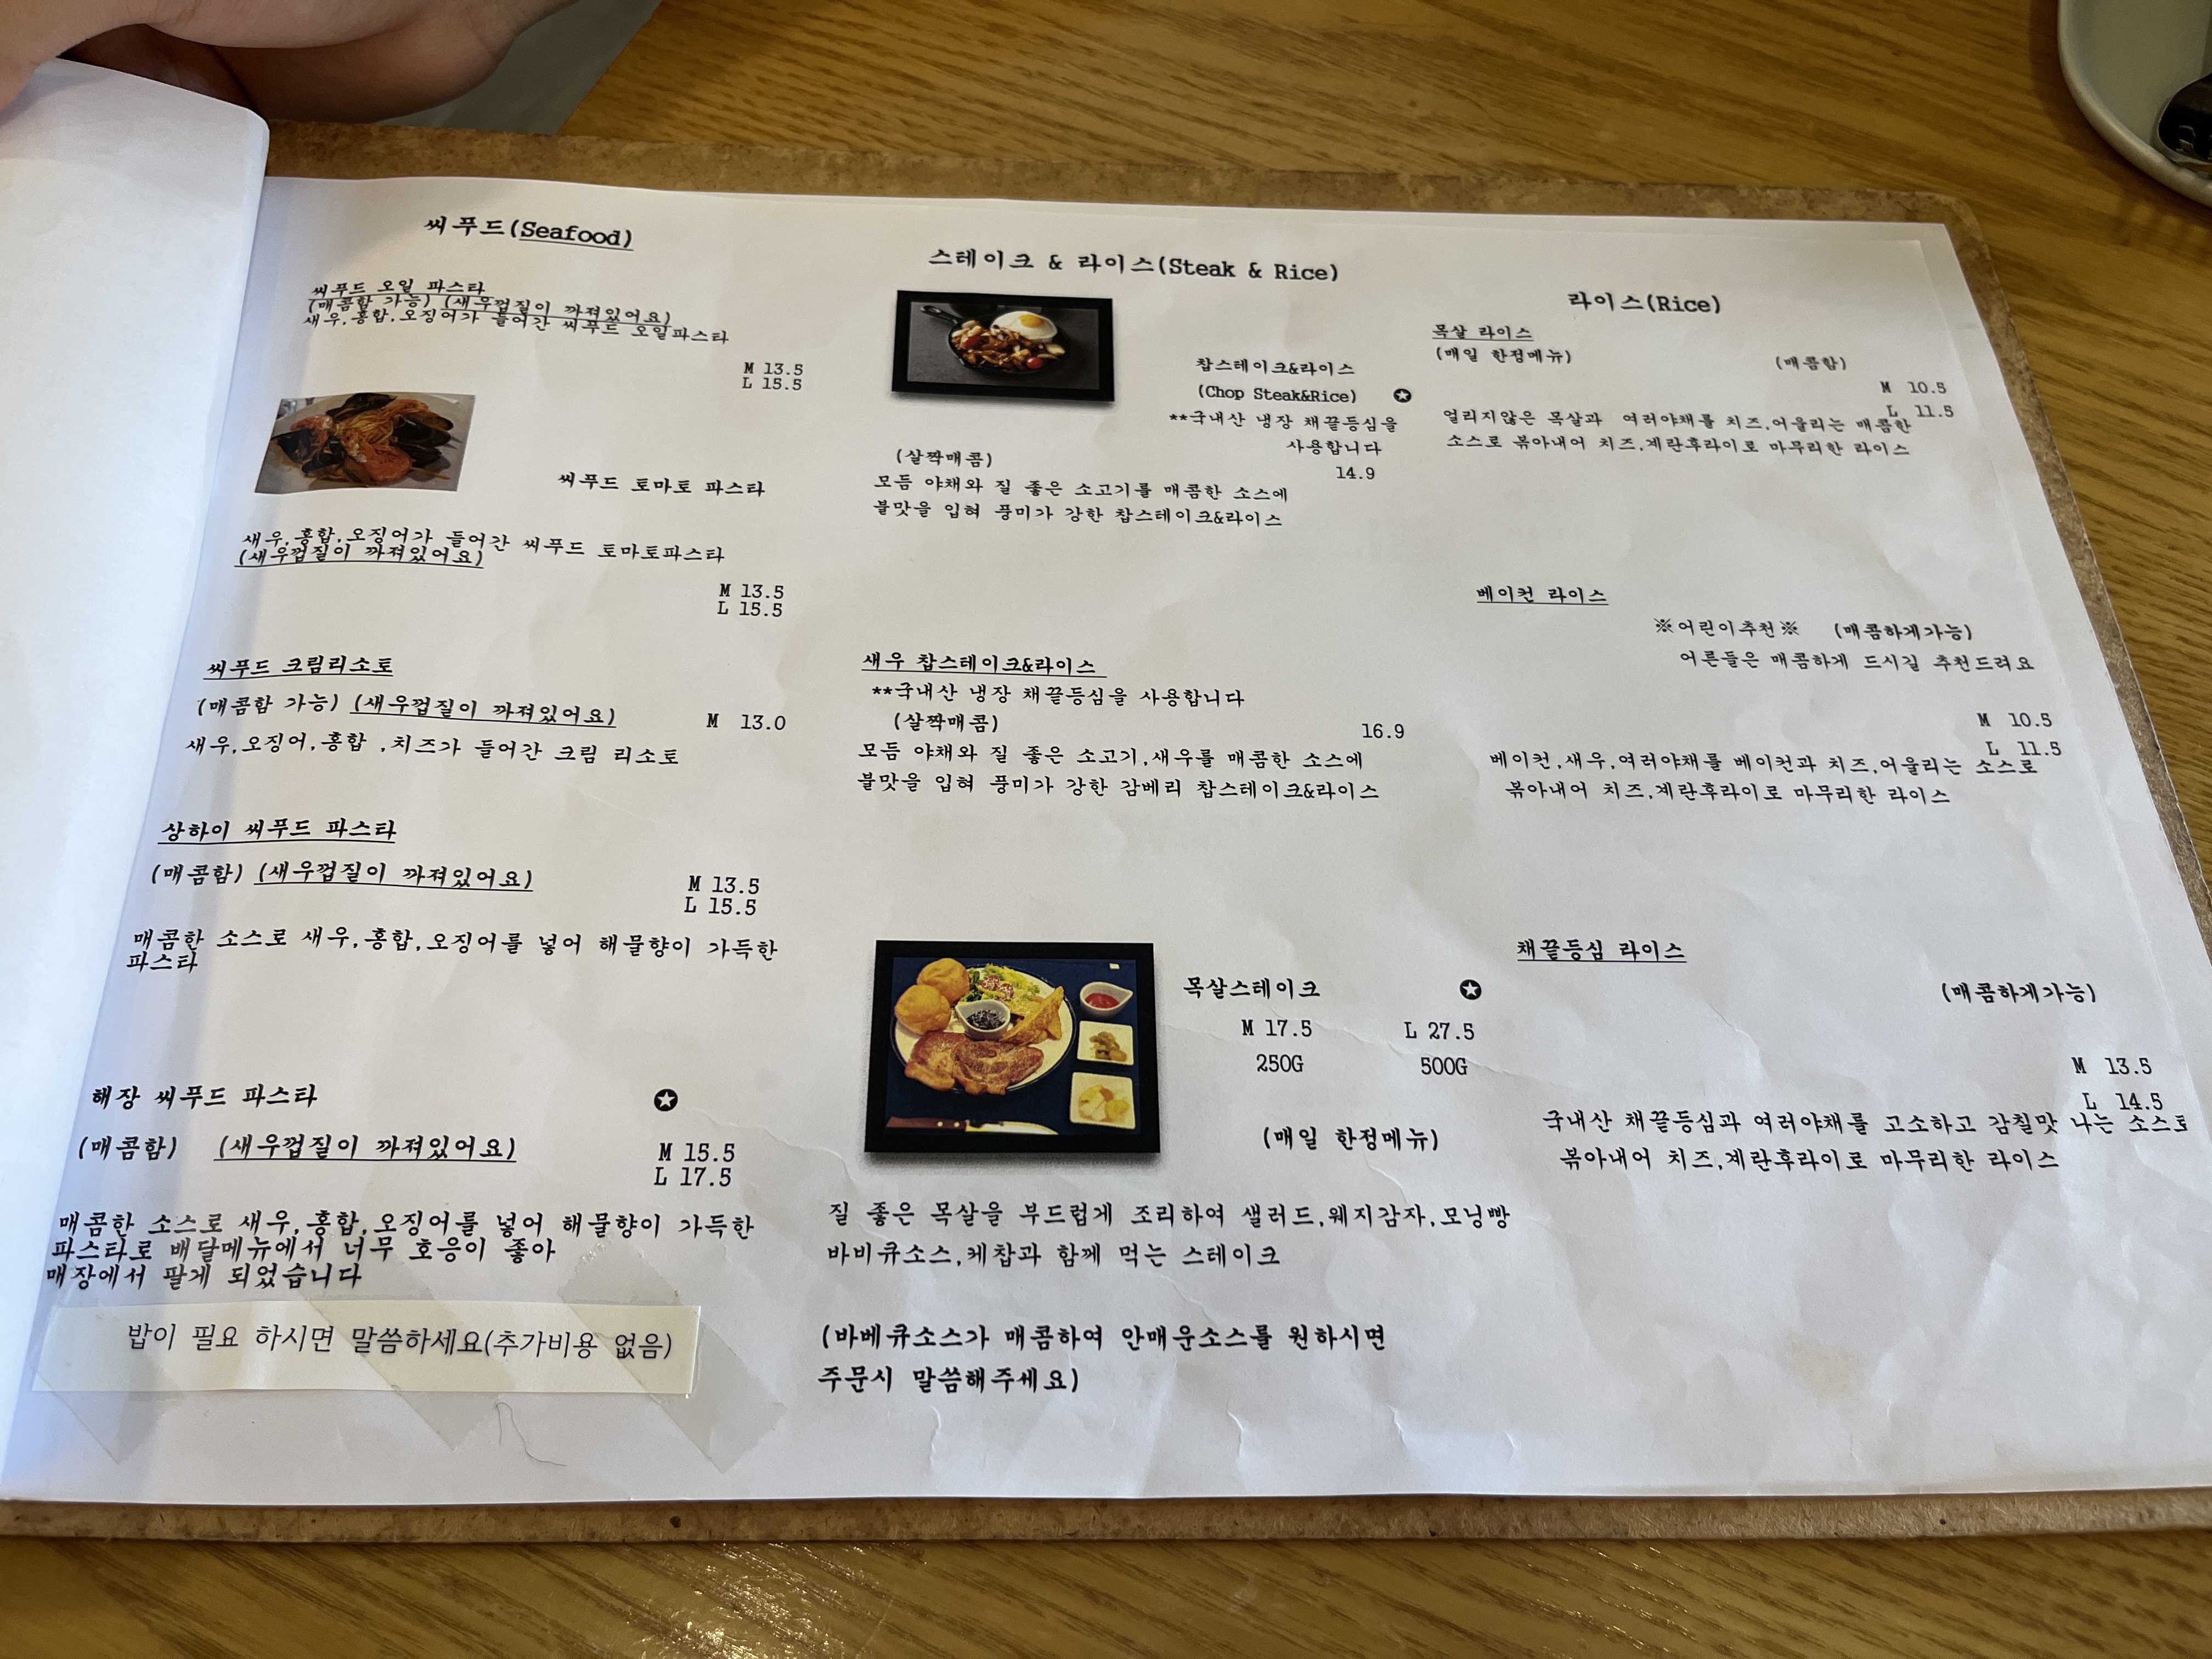 씨푸드(Seafood)
씨푸드 오일 파스타
(매콤함 가능) (새우껍질이 까져있어요)
새우,홍합,오징어가 들어간 씨푸드 오일파스타
M 13.5
L 15.5
씨푸드 토마토 파스타
새우,홍합,오징어가 들어간 씨푸드 토마토파스타
(새우껍질이 까져있어요)
M 13.5
L 15.5
씨푸드 크림리소토
(매콤함 가능) (새우껍질이 까져있어요) M 13.0
새우,오징어,홍합 ,치즈가 들어간 크림 리소토
상하이 씨푸드 파스타
(매콤함) (새우껍질이 까져있어요) M 13.5
L 15.5
매콤한 소스로 새우,홍합,오징어를 넣어 해물향이 가득한
파스타
해장 씨푸드 파스타 ✪
(매콤함) (새우껍질이 까져있어요) M 15.5
L 17.5
매콤한 소스로 새우,홍합,오징어를 넣어 해물향이 가득한
파스타로 배달메뉴에서 너무 호응이 좋아
매장에서 팔게 되었습니다
밥이 필요 하시면 말씀하세요(추가비용 없음)
스테이크 & 라이스(Steak & Rice)
찹스테이크&라이스
(Chop Steak&Rice) ✪
**국내산 냉장 채끝등심을
사용합니다
(살짝매콤) 14.9
모듬 야채와 질 좋은 소고기를 매콤한 소스에
불맛을 입혀 풍미가 강한 찹스테이크&라이스
새우 찹스테이크&라이스
**국내산 냉장 채끝등심을 사용합니다
(살짝매콤) 16.9
모듬 야채와 질 좋은 소고기,새우를 매콤한 소스에
불맛을 입혀 풍미가 강한 감베리 찹스테이크&라이스
목살스테이크 ✪
M 17.5 L 27.5
250G 500G
(매일 한정메뉴)
질 좋은 목살을 부드럽게 조리하여 샐러드,웨지감자,모닝빵
바비큐소스,케찹과 함께 먹는 스테이크
(바베큐소스가 매콤하여 안매운소스를 원하시면
주문시 말씀해주세요)
라이스(Rice)
목살 라이스
(매일 한정메뉴) (매콤함)
M 10.5
L 11.5
얼리지않은 목살과 여러야채를 치즈,어울리는 매콤한
소스로 볶아내어 치즈,계란후라이로 마무리한 라이스
베이컨 라이스
※어린이추천※ (매콤하게가능)
어른들은 매콤하게 드시길 추천드려요
M 10.5
L 11.5
베이컨,새우,여러야채를 베이컨과 치즈,어울리는 소스로
볶아내어 치즈,계란후라이로 마무리한 라이스
채끝등심 라이스
(매콤하게가능)
M 13.5
L 14.5
국내산 채끝등심과 여러야채를 고소하고 감칠맛 나는 소스로
볶아내어 치즈,계란후라이로 마무리한 라이스